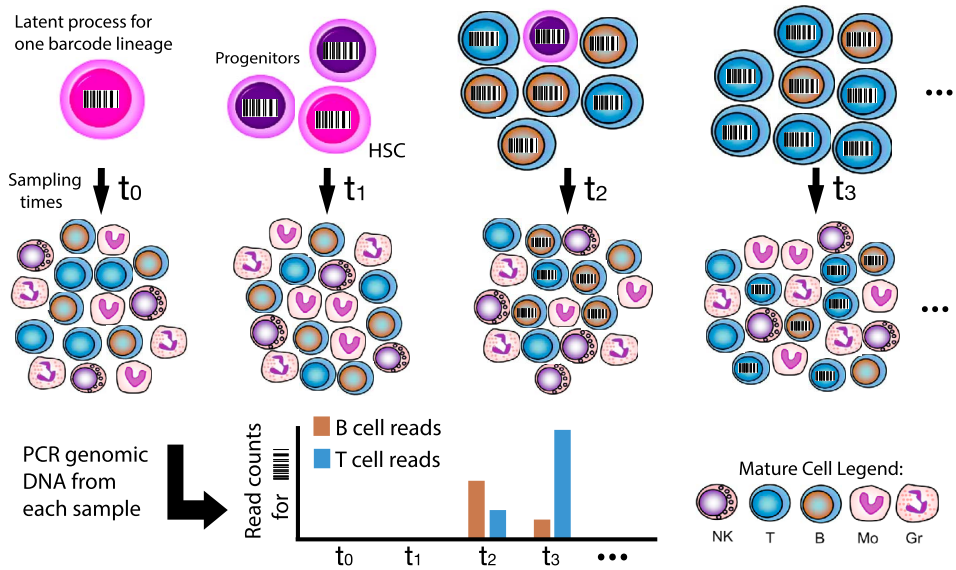 Latent process for
one barcode lineage
Progenitors
HSC
...
Sampling
times
t0
t1
t2
t3
...
PCR genomic
DNA from
each sample
Read counts
for
B cell reads
T cell reads
t0
t1
t2
t3
...
Mature Cell Legend:
NK
T
B
Mo
Gr